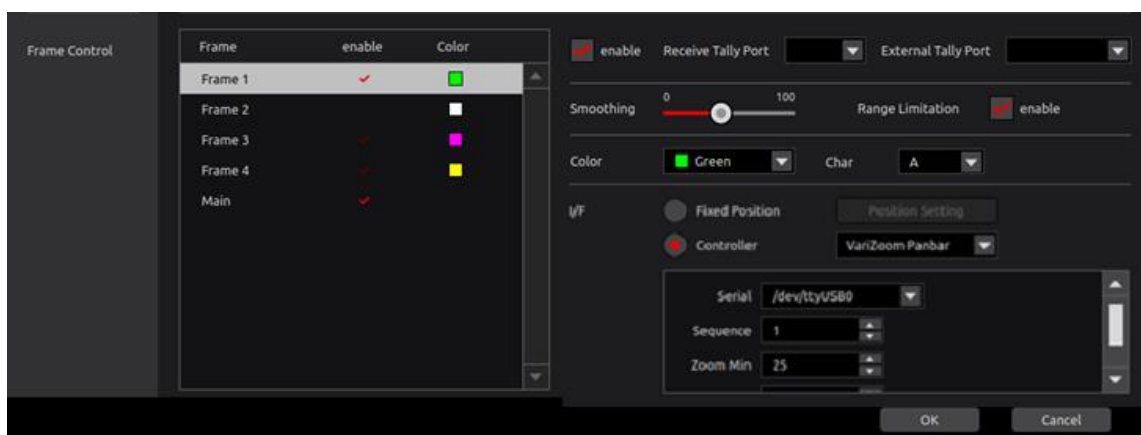 Frame Control
Frame enable Color
Frame 1
Frame 2
Frame 3
Frame 4
Main
enable Receive Tally Port External Tally Port
Smoothing 0 100 Range Limitation enable
Color Green Char A
I/F Fixed Position Position Setting
Controller VariZoom Panbar
Serial /dev/ttyUSB0
Sequence 1
Zoom Min 25
OK Cancel